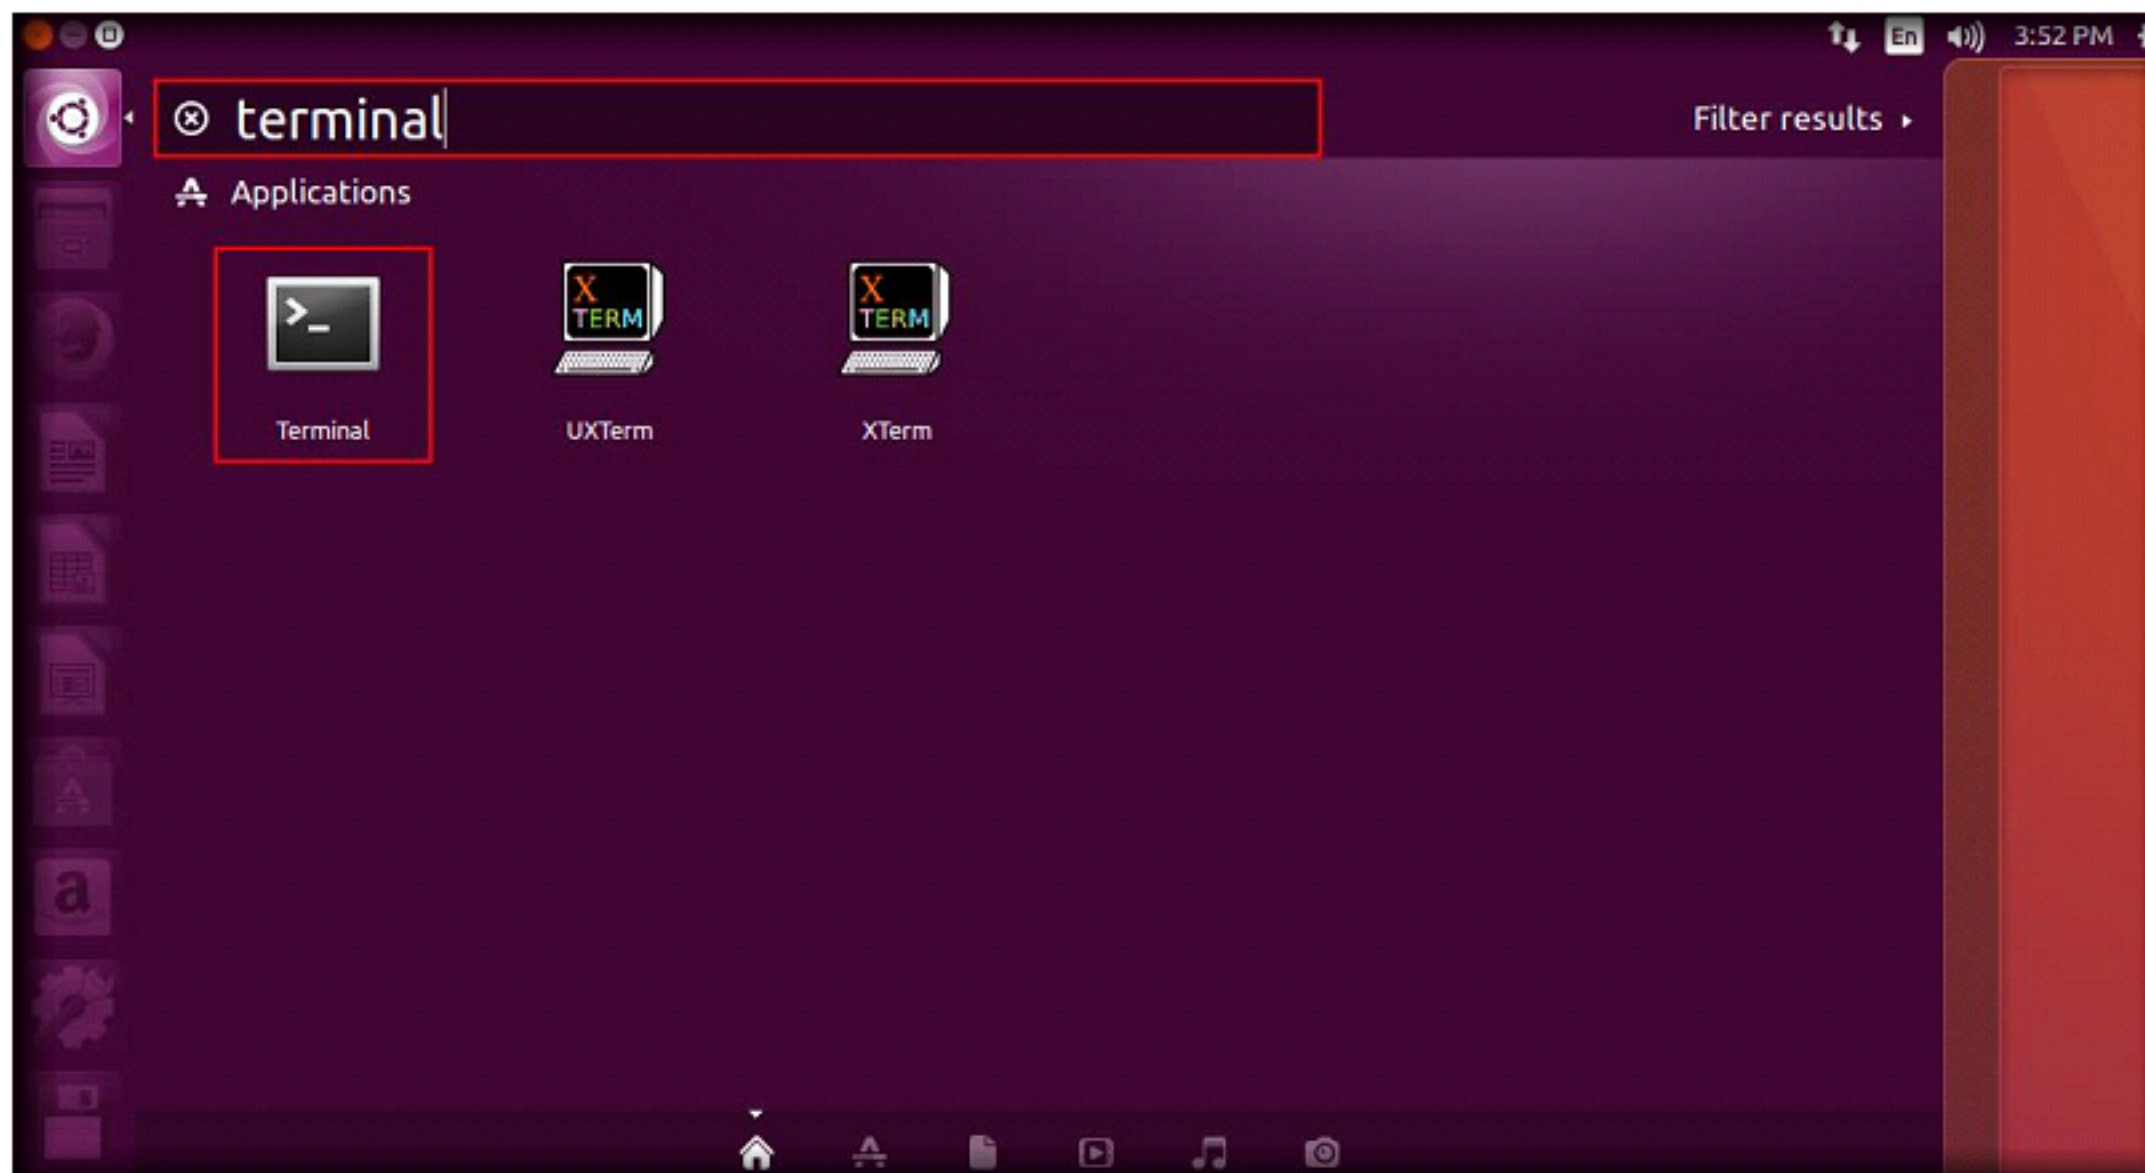 En 3:52 PM
terminal
Filter results
Applications
>_
X
TERM
X
TERM
Terminal
UXTerm
XTerm
a